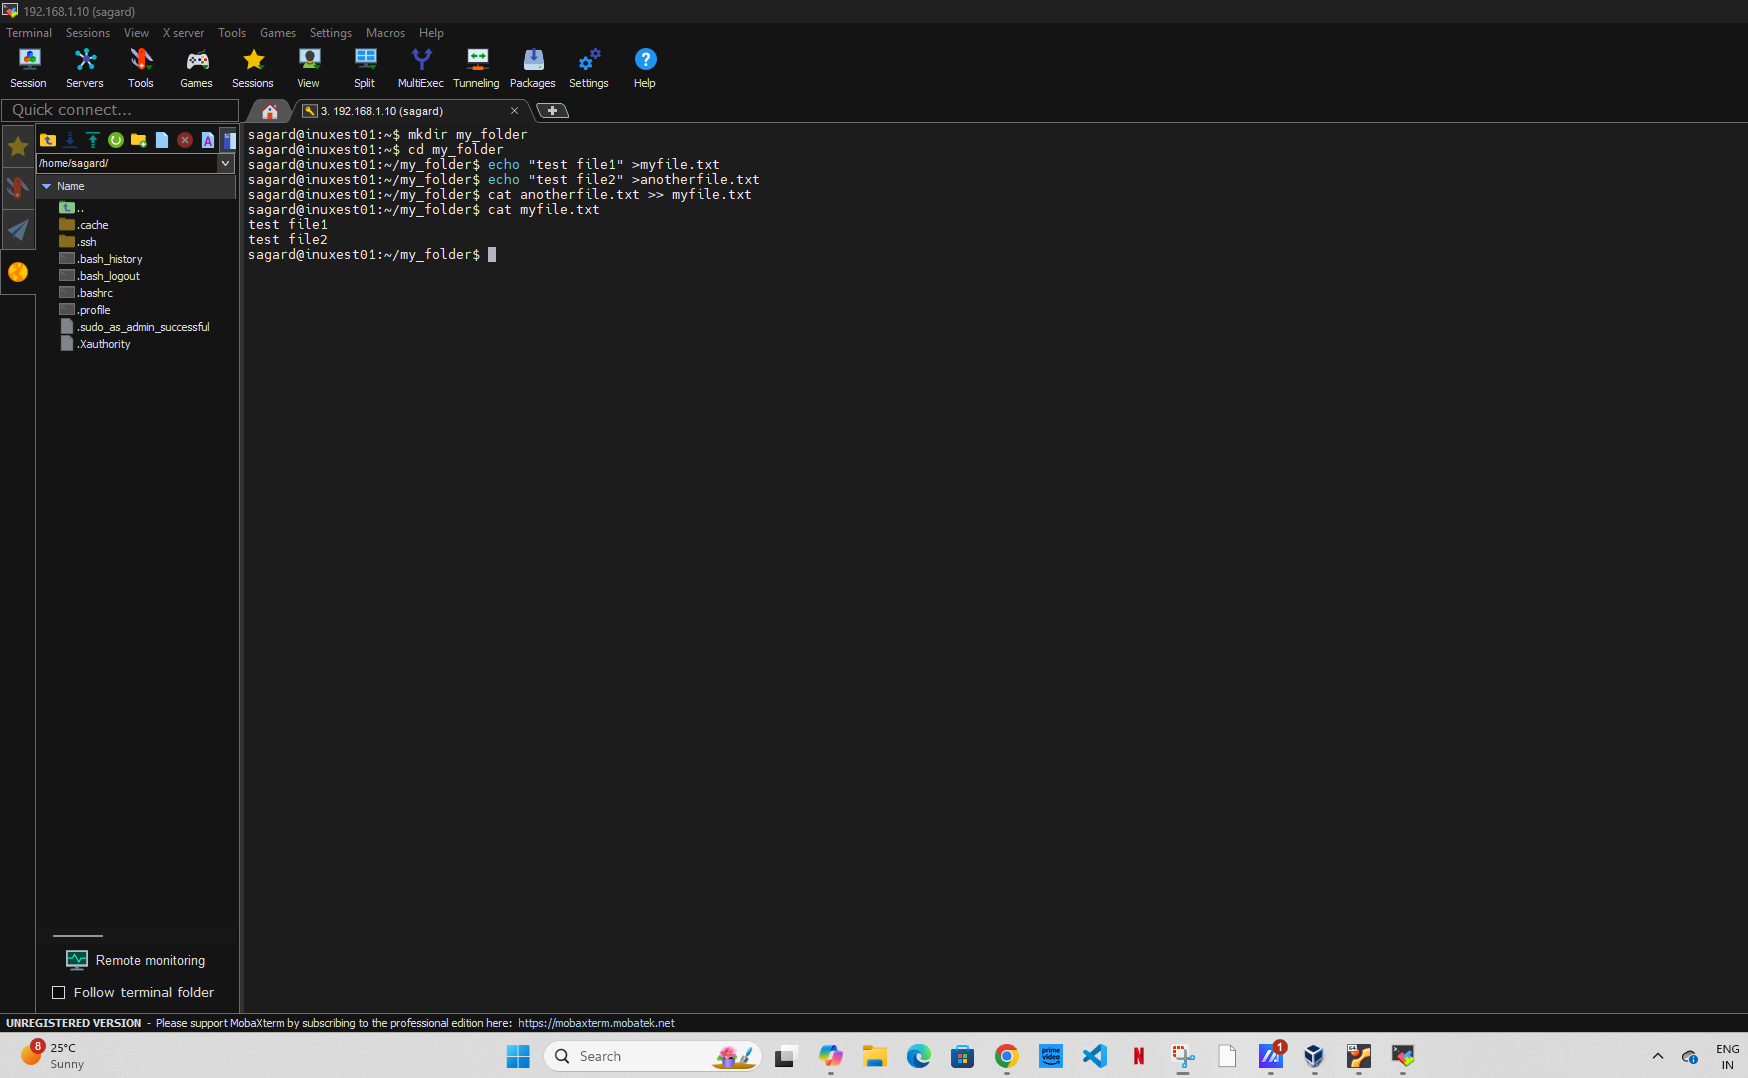 192.168.1.10 (sagard)
Terminal Sessions View X server Tools Games Settings Macros Help
Session Servers Tools Games Sessions View Split MultiExec Tunneling Packages Settings Help
Quick connect...
3. 192.168.1.10 (sagard)
/home/sagard/
Name
..
.cache
.ssh
.bash_history
.bash_logout
.bashrc
.profile
.sudo_as_admin_successful
.Xauthority
Remote monitoring
Follow terminal folder
sagard@inuxest01:~$ mkdir my_folder
sagard@inuxest01:~$ cd my_folder
sagard@inuxest01:~/my_folder$ echo "test file1" >myfile.txt
sagard@inuxest01:~/my_folder$ echo "test file2" >anotherfile.txt
sagard@inuxest01:~/my_folder$ cat anotherfile.txt >> myfile.txt
sagard@inuxest01:~/my_folder$ cat myfile.txt
test file1
test file2
sagard@inuxest01:~/my_folder$
UNREGISTERED VERSION - Please support MobaXterm by subscribing to the professional edition here: https://mobaxterm.mobatek.net
8
25°C
Sunny
Search
prime video
N
1
64
ENG
IN